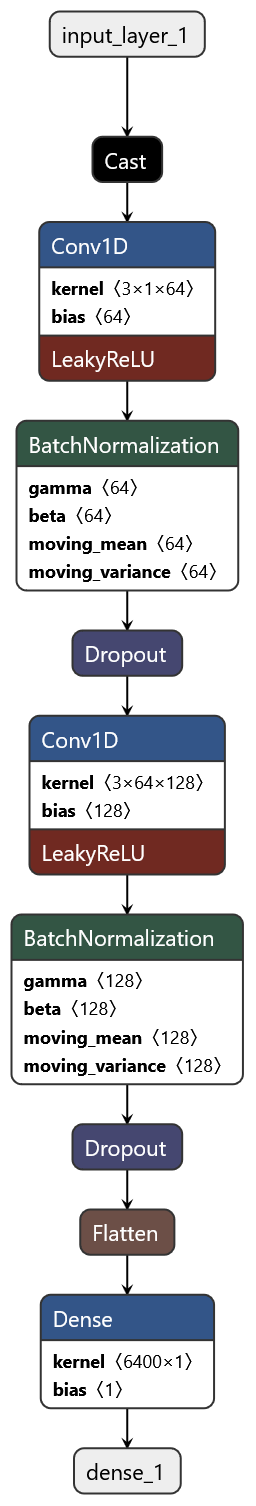 input_layer_1
Cast
Conv1D
kernel〈3×1×64〉
bias〈64〉
LeakyReLU
BatchNormalization
gamma〈64〉
beta〈64〉
moving_mean〈64〉
moving_variance〈64〉
Dropout
Conv1D
kernel〈3×64×128〉
bias〈128〉
LeakyReLU
BatchNormalization
gamma〈128〉
beta〈128〉
moving_mean〈128〉
moving_variance〈128〉
Dropout
Flatten
Dense
kernel〈6400×1〉
bias〈1〉
dense_1